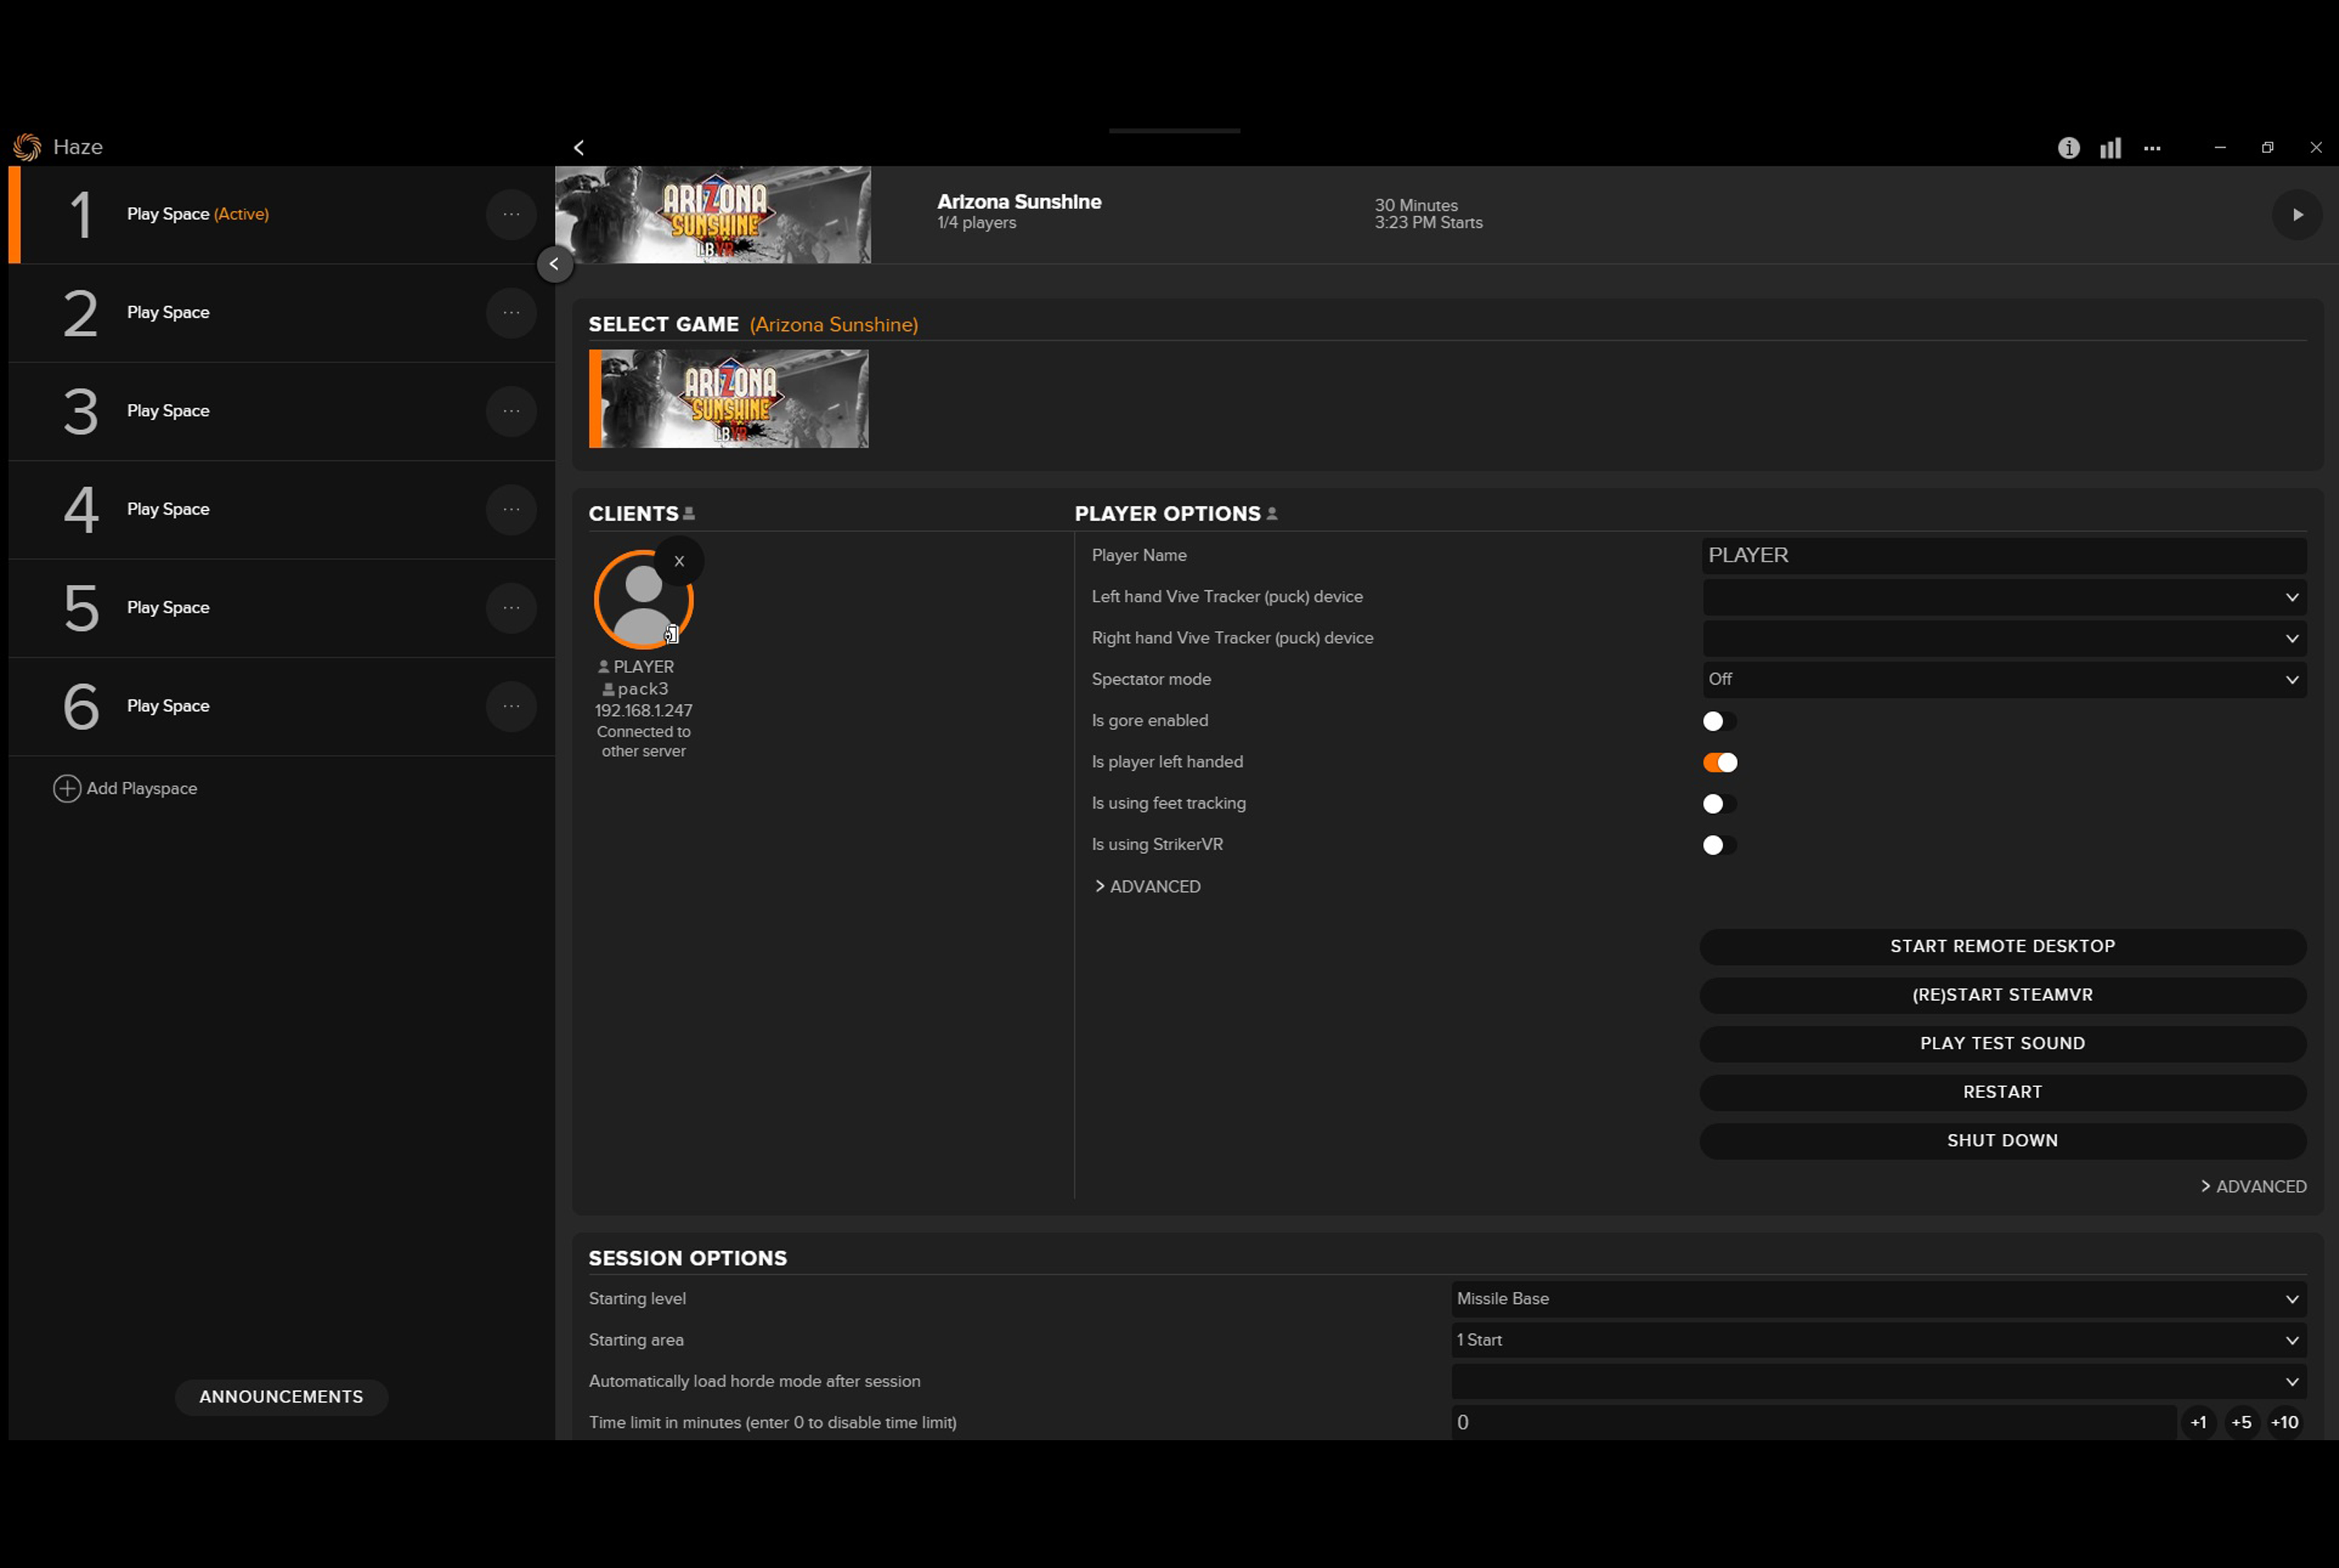 Haze
1 Play Space (Active)
2 Play Space
3 Play Space
4 Play Space
5 Play Space
6 Play Space
Add Playspace
ANNOUNCEMENTS
ARIZONA
SUNSHINE
LBVR
Arizona Sunshine
1/4 players
30 Minutes
3:23 PM Starts
SELECT GAME (Arizona Sunshine)
ARIZONA
SUNSHINE
LBVR
CLIENTS
X
PLAYER
pack3
192.168.1.247
Connected to
other server
PLAYER OPTIONS
Player Name PLAYER
Left hand Vive Tracker (puck) device
Right hand Vive Tracker (puck) device
Spectator mode Off
Is gore enabled
Is player left handed
Is using feet tracking
Is using StrikerVR
> ADVANCED
START REMOTE DESKTOP
(RE)START STEAMVR
PLAY TEST SOUND
RESTART
SHUT DOWN
> ADVANCED
SESSION OPTIONS
Starting level Missile Base
Starting area 1 Start
Automatically load horde mode after session
Time limit in minutes (enter 0 to disable time limit) 0 +1 +5 +10